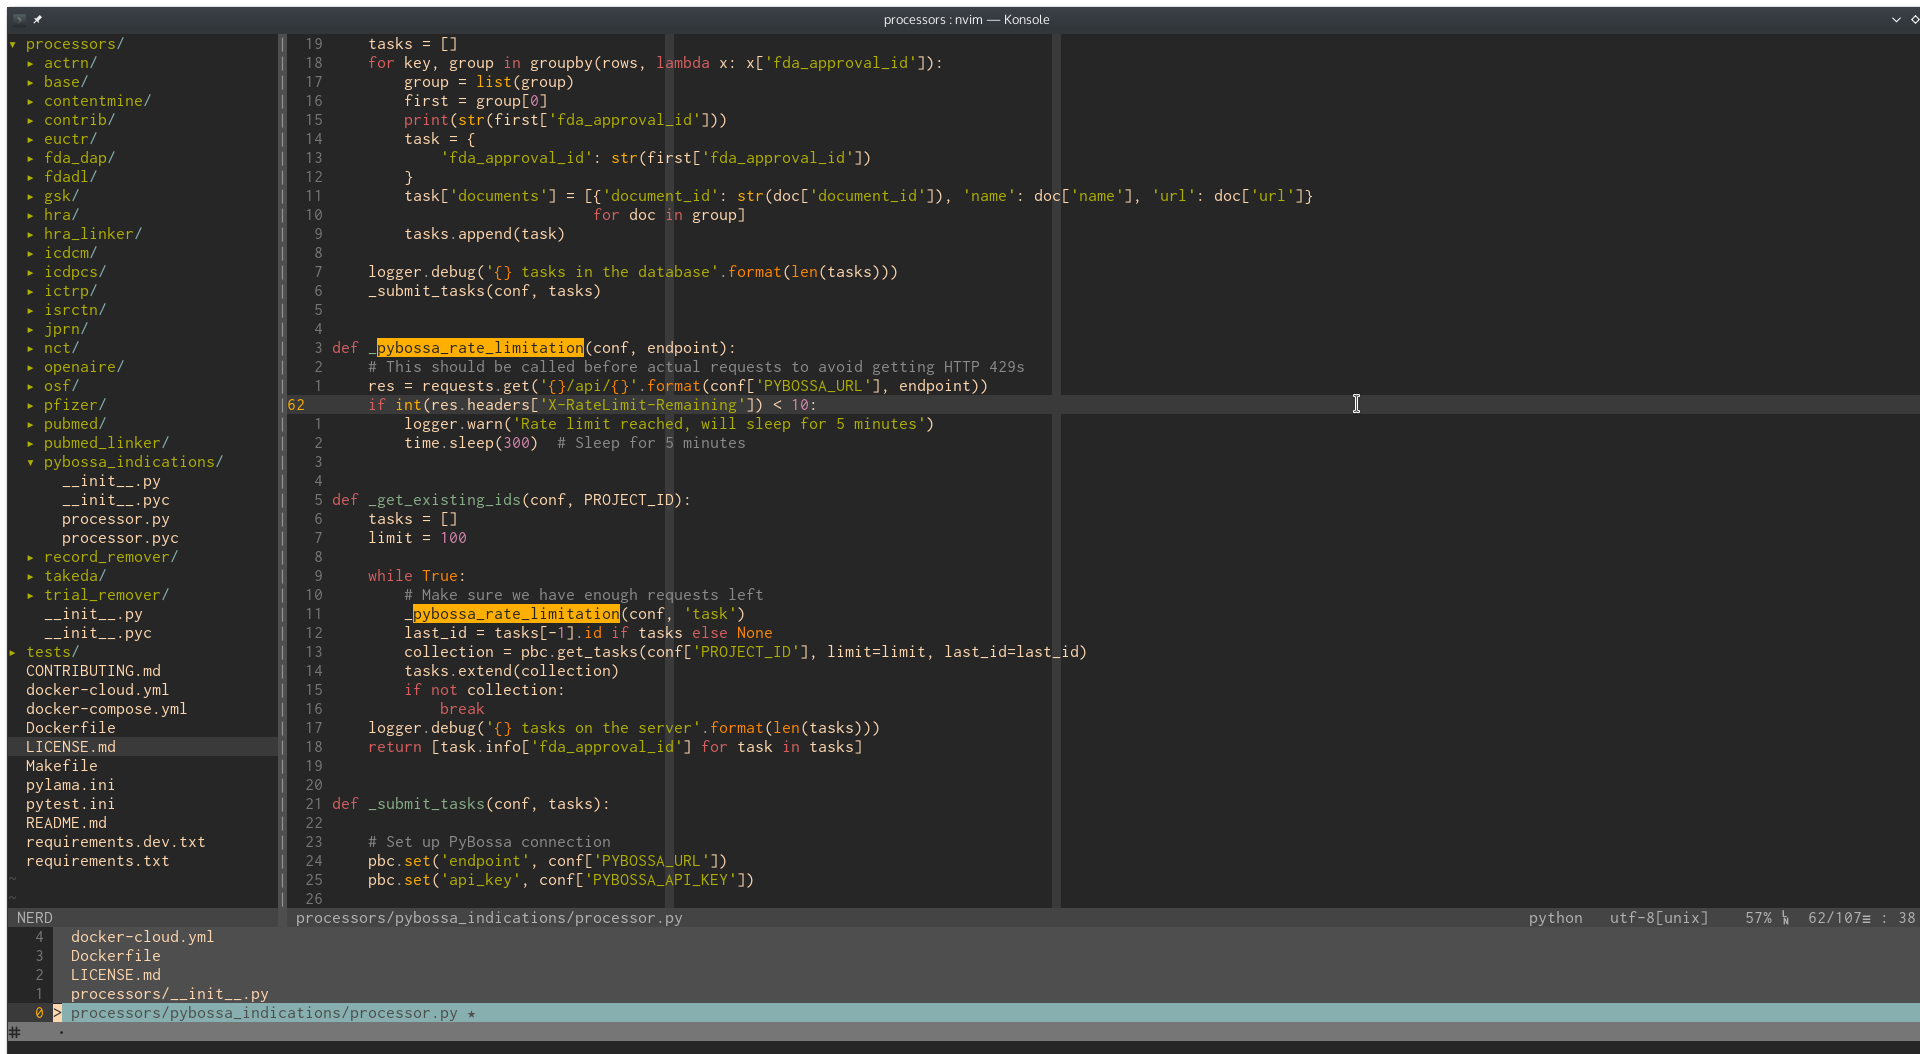 processors : nvim — Konsole
▾ processors/
▸ actrn/
▸ base/
▸ contentmine/
▸ contrib/
▸ euctr/
▸ fda_dap/
▸ fdadl/
▸ gsk/
▸ hra/
▸ hra_linker/
▸ icdcm/
▸ icdpcs/
▸ ictrp/
▸ isrctn/
▸ jprn/
▸ nct/
▸ openaire/
▸ osf/
▸ pfizer/
▸ pubmed/
▸ pubmed_linker/
▾ pybossa_indications/
__init__.py
__init__.pyc
processor.py
processor.pyc
▸ record_remover/
▸ takeda/
▸ trial_remover/
__init__.py
__init__.pyc
▸ tests/
CONTRIBUTING.md
docker-cloud.yml
docker-compose.yml
Dockerfile
LICENSE.md
Makefile
pylama.ini
pytest.ini
README.md
requirements.dev.txt
requirements.txt
~
~
NERD
19     tasks = []
18     for key, group in groupby(rows, lambda x: x['fda_approval_id']):
17         group = list(group)
16         first = group[0]
15         print(str(first['fda_approval_id']))
14         task = {
13             'fda_approval_id': str(first['fda_approval_id'])
12         }
11         task['documents'] = [{'document_id': str(doc['document_id']), 'name': doc['name'], 'url': doc['url']}
10                              for doc in group]
9         tasks.append(task)
8
7     logger.debug('{} tasks in the database'.format(len(tasks)))
6     _submit_tasks(conf, tasks)
5
4
3 def _pybossa_rate_limitation(conf, endpoint):
2     # This should be called before actual requests to avoid getting HTTP 429s
1     res = requests.get('{}/api/{}'.format(conf['PYBOSSA_URL'], endpoint))
62     if int(res.headers['X-RateLimit-Remaining']) < 10:
1         logger.warn('Rate limit reached, will sleep for 5 minutes')
2         time.sleep(300)  # Sleep for 5 minutes
3
4
5 def _get_existing_ids(conf, PROJECT_ID):
6     tasks = []
7     limit = 100
8
9     while True:
10         # Make sure we have enough requests left
11         _pybossa_rate_limitation(conf, 'task')
12         last_id = tasks[-1].id if tasks else None
13         collection = pbc.get_tasks(conf['PROJECT_ID'], limit=limit, last_id=last_id)
14         tasks.extend(collection)
15         if not collection:
16             break
17     logger.debug('{} tasks on the server'.format(len(tasks)))
18     return [task.info['fda_approval_id'] for task in tasks]
19
20
21 def _submit_tasks(conf, tasks):
22
23     # Set up PyBossa connection
24     pbc.set('endpoint', conf['PYBOSSA_URL'])
25     pbc.set('api_key', conf['PYBOSSA_API_KEY'])
26
processors/pybossa_indications/processor.py python utf-8[unix] 57% ␤ 62/107≡ : 38
4 docker-cloud.yml
3 Dockerfile
2 LICENSE.md
1 processors/__init__.py
0 > processors/pybossa_indications/processor.py ★
# ·